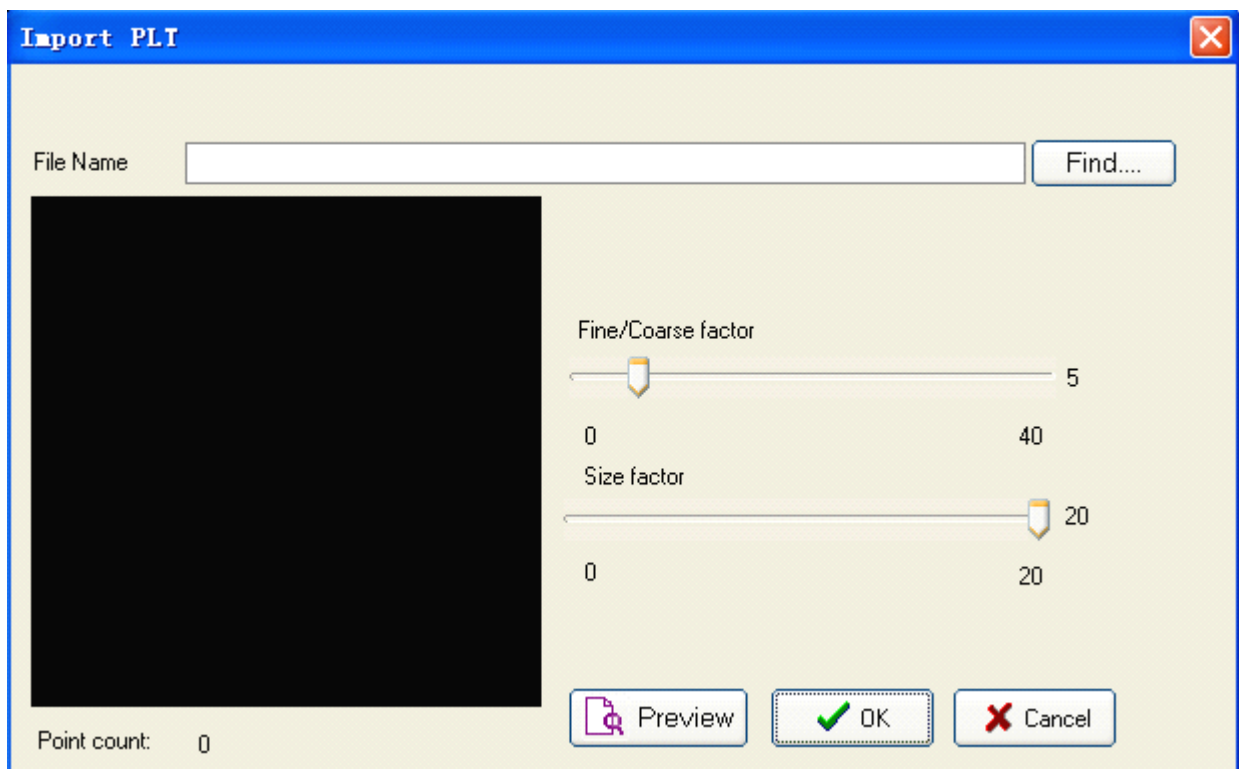 Import PLT
File Name
Find....
Fine/Coarse factor
5
0 40
Size factor
20
0 20
Preview OK Cancel
Point count: 0